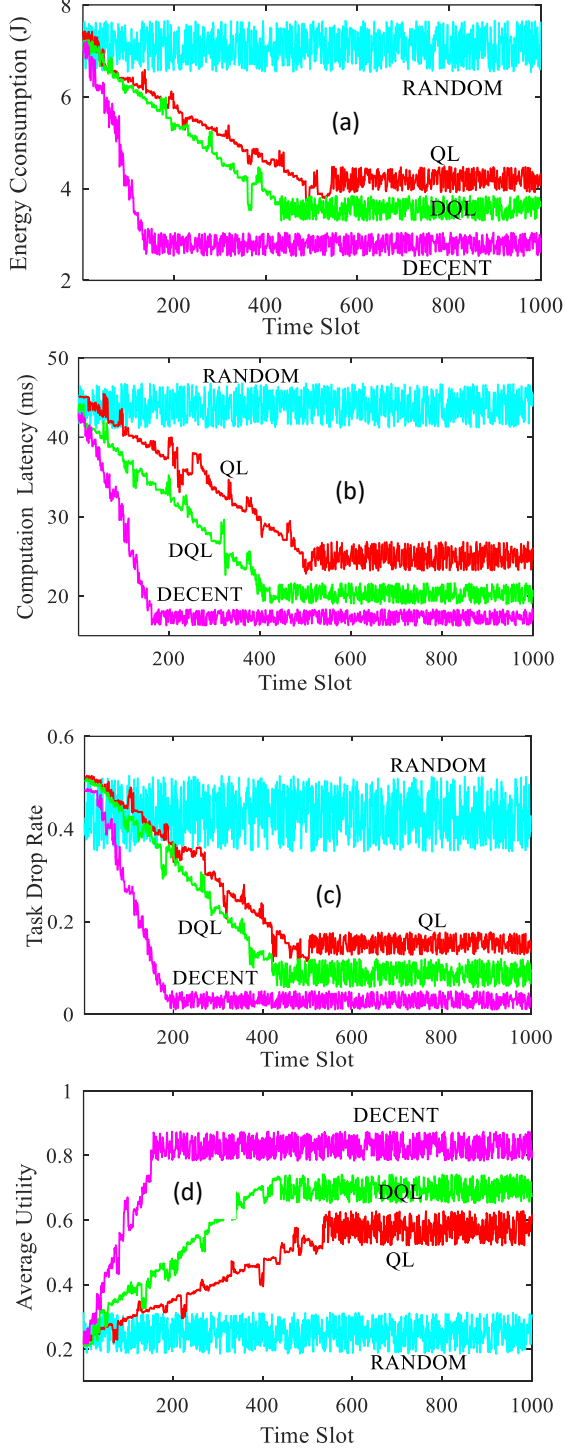 8
6
4
2
Energy Cconsumption (J)
RANDOM
(a)
QL
DQL
DECENT
200 400 600 800 1000
Time Slot
50
40
30
20
Computaion Latency (ms)
RANDOM
QL
(b)
DQL
DECENT
200 400 600 800 1000
Time Slot
0.6
0.4
0.2
0
Task Drop Rate
RANDOM
(c)
DQL
QL
DECENT
200 400 600 800 1000
Time Slot
1
0.8
0.6
0.4
0.2
Average Utility
DECENT
(d)
DQL
QL
RANDOM
200 400 600 800 1000
Time Slot